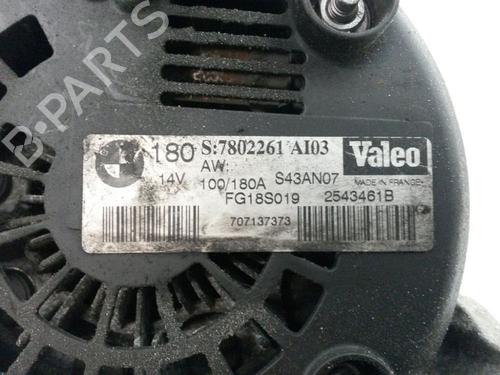 180 S:7802261 AI03 Valeo
AW:
14V 100/180A S43AN07 MADE IN FRANCE
FG18S019 2543461B
707137373
B-PARTS